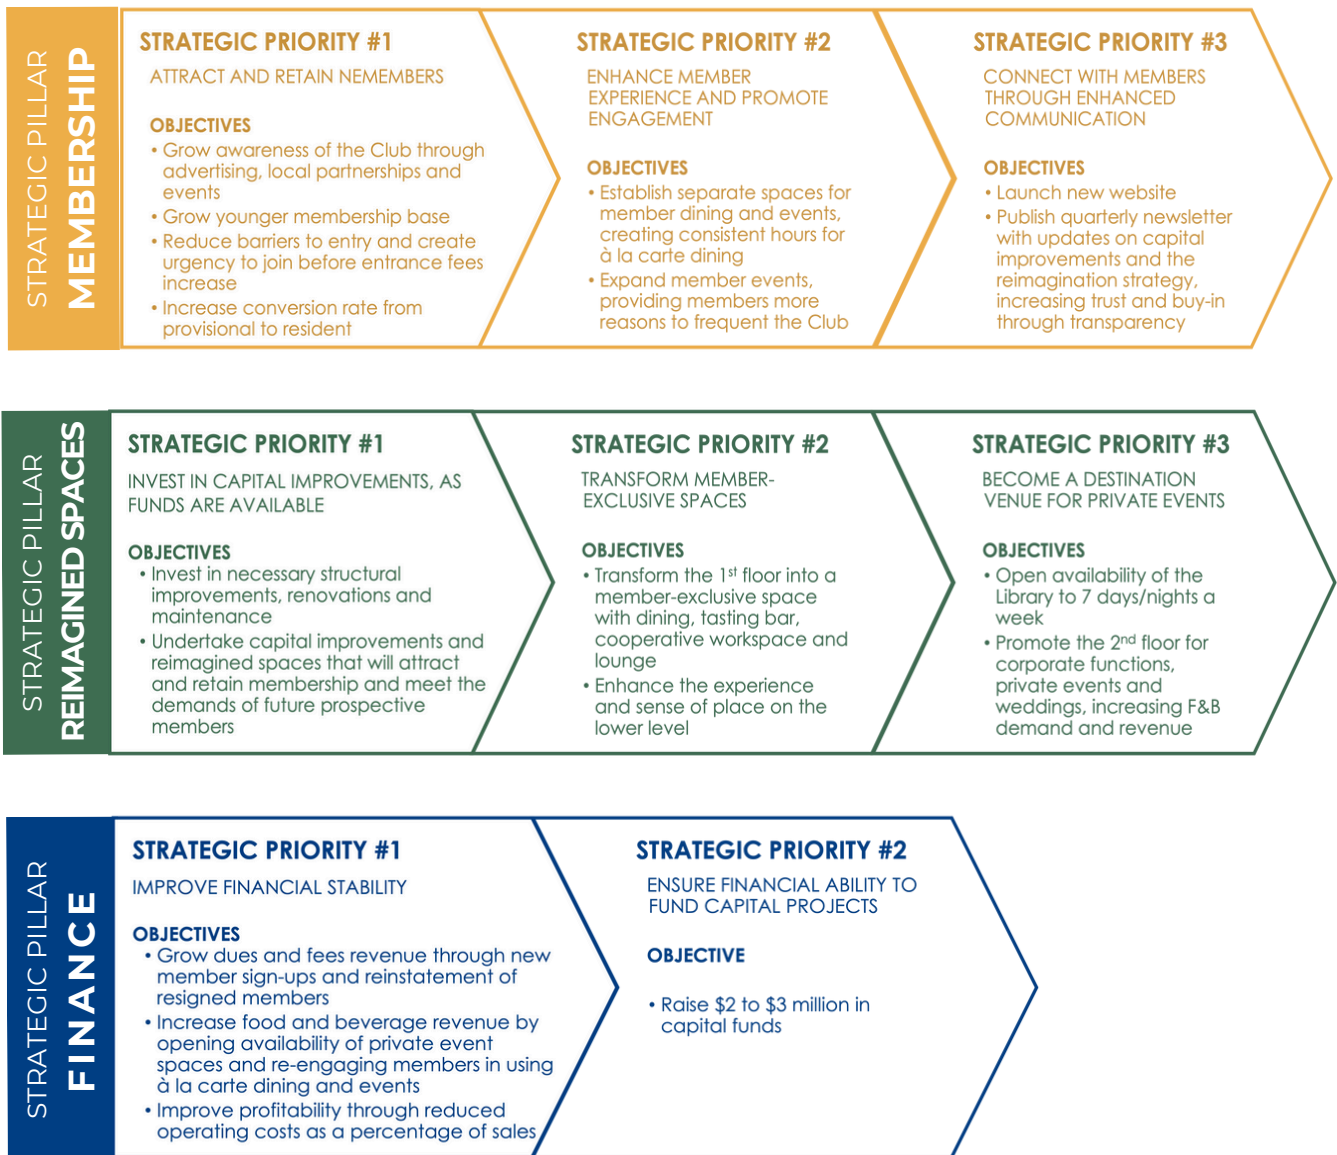 STRATEGIC PILLAR
MEMBERSHIP
STRATEGIC PRIORITY #1
ATTRACT AND RETAIN NEMEMBERS
OBJECTIVES
• Grow awareness of the Club through
advertising, local partnerships and
events
• Grow younger membership base
• Reduce barriers to entry and create
urgency to join before entrance fees
increase
• Increase conversion rate from
provisional to resident
STRATEGIC PRIORITY #2
ENHANCE MEMBER
EXPERIENCE AND PROMOTE
ENGAGEMENT
OBJECTIVES
• Establish separate spaces for
member dining and events,
creating consistent hours for
à la carte dining
• Expand member events,
providing members more
reasons to frequent the Club
STRATEGIC PRIORITY #3
CONNECT WITH MEMBERS
THROUGH ENHANCED
COMMUNICATION
OBJECTIVES
• Launch new website
• Publish quarterly newsletter
with updates on capital
improvements and the
reimagination strategy,
increasing trust and buy-in
through transparency
STRATEGIC PILLAR
REIMAGINED SPACES
STRATEGIC PRIORITY #1
INVEST IN CAPITAL IMPROVEMENTS, AS
FUNDS ARE AVAILABLE
OBJECTIVES
• Invest in necessary structural
improvements, renovations and
maintenance
• Undertake capital improvements and
reimagined spaces that will attract
and retain membership and meet the
demands of future prospective
members
STRATEGIC PRIORITY #2
TRANSFORM MEMBER-
EXCLUSIVE SPACES
OBJECTIVES
• Transform the 1st floor into a
member-exclusive space
with dining, tasting bar,
cooperative workspace and
lounge
• Enhance the experience
and sense of place on the
lower level
STRATEGIC PRIORITY #3
BECOME A DESTINATION
VENUE FOR PRIVATE EVENTS
OBJECTIVES
• Open availability of the
Library to 7 days/nights a
week
• Promote the 2nd floor for
corporate functions,
private events and
weddings, increasing F&B
demand and revenue
STRATEGIC PILLAR
FINANCE
STRATEGIC PRIORITY #1
IMPROVE FINANCIAL STABILITY
OBJECTIVES
• Grow dues and fees revenue through new
member sign-ups and reinstatement of
resigned members
• Increase food and beverage revenue by
opening availability of private event
spaces and re-engaging members in using
à la carte dining and events
• Improve profitability through reduced
operating costs as a percentage of sales
STRATEGIC PRIORITY #2
ENSURE FINANCIAL ABILITY TO
FUND CAPITAL PROJECTS
OBJECTIVE
• Raise $2 to $3 million in
capital funds